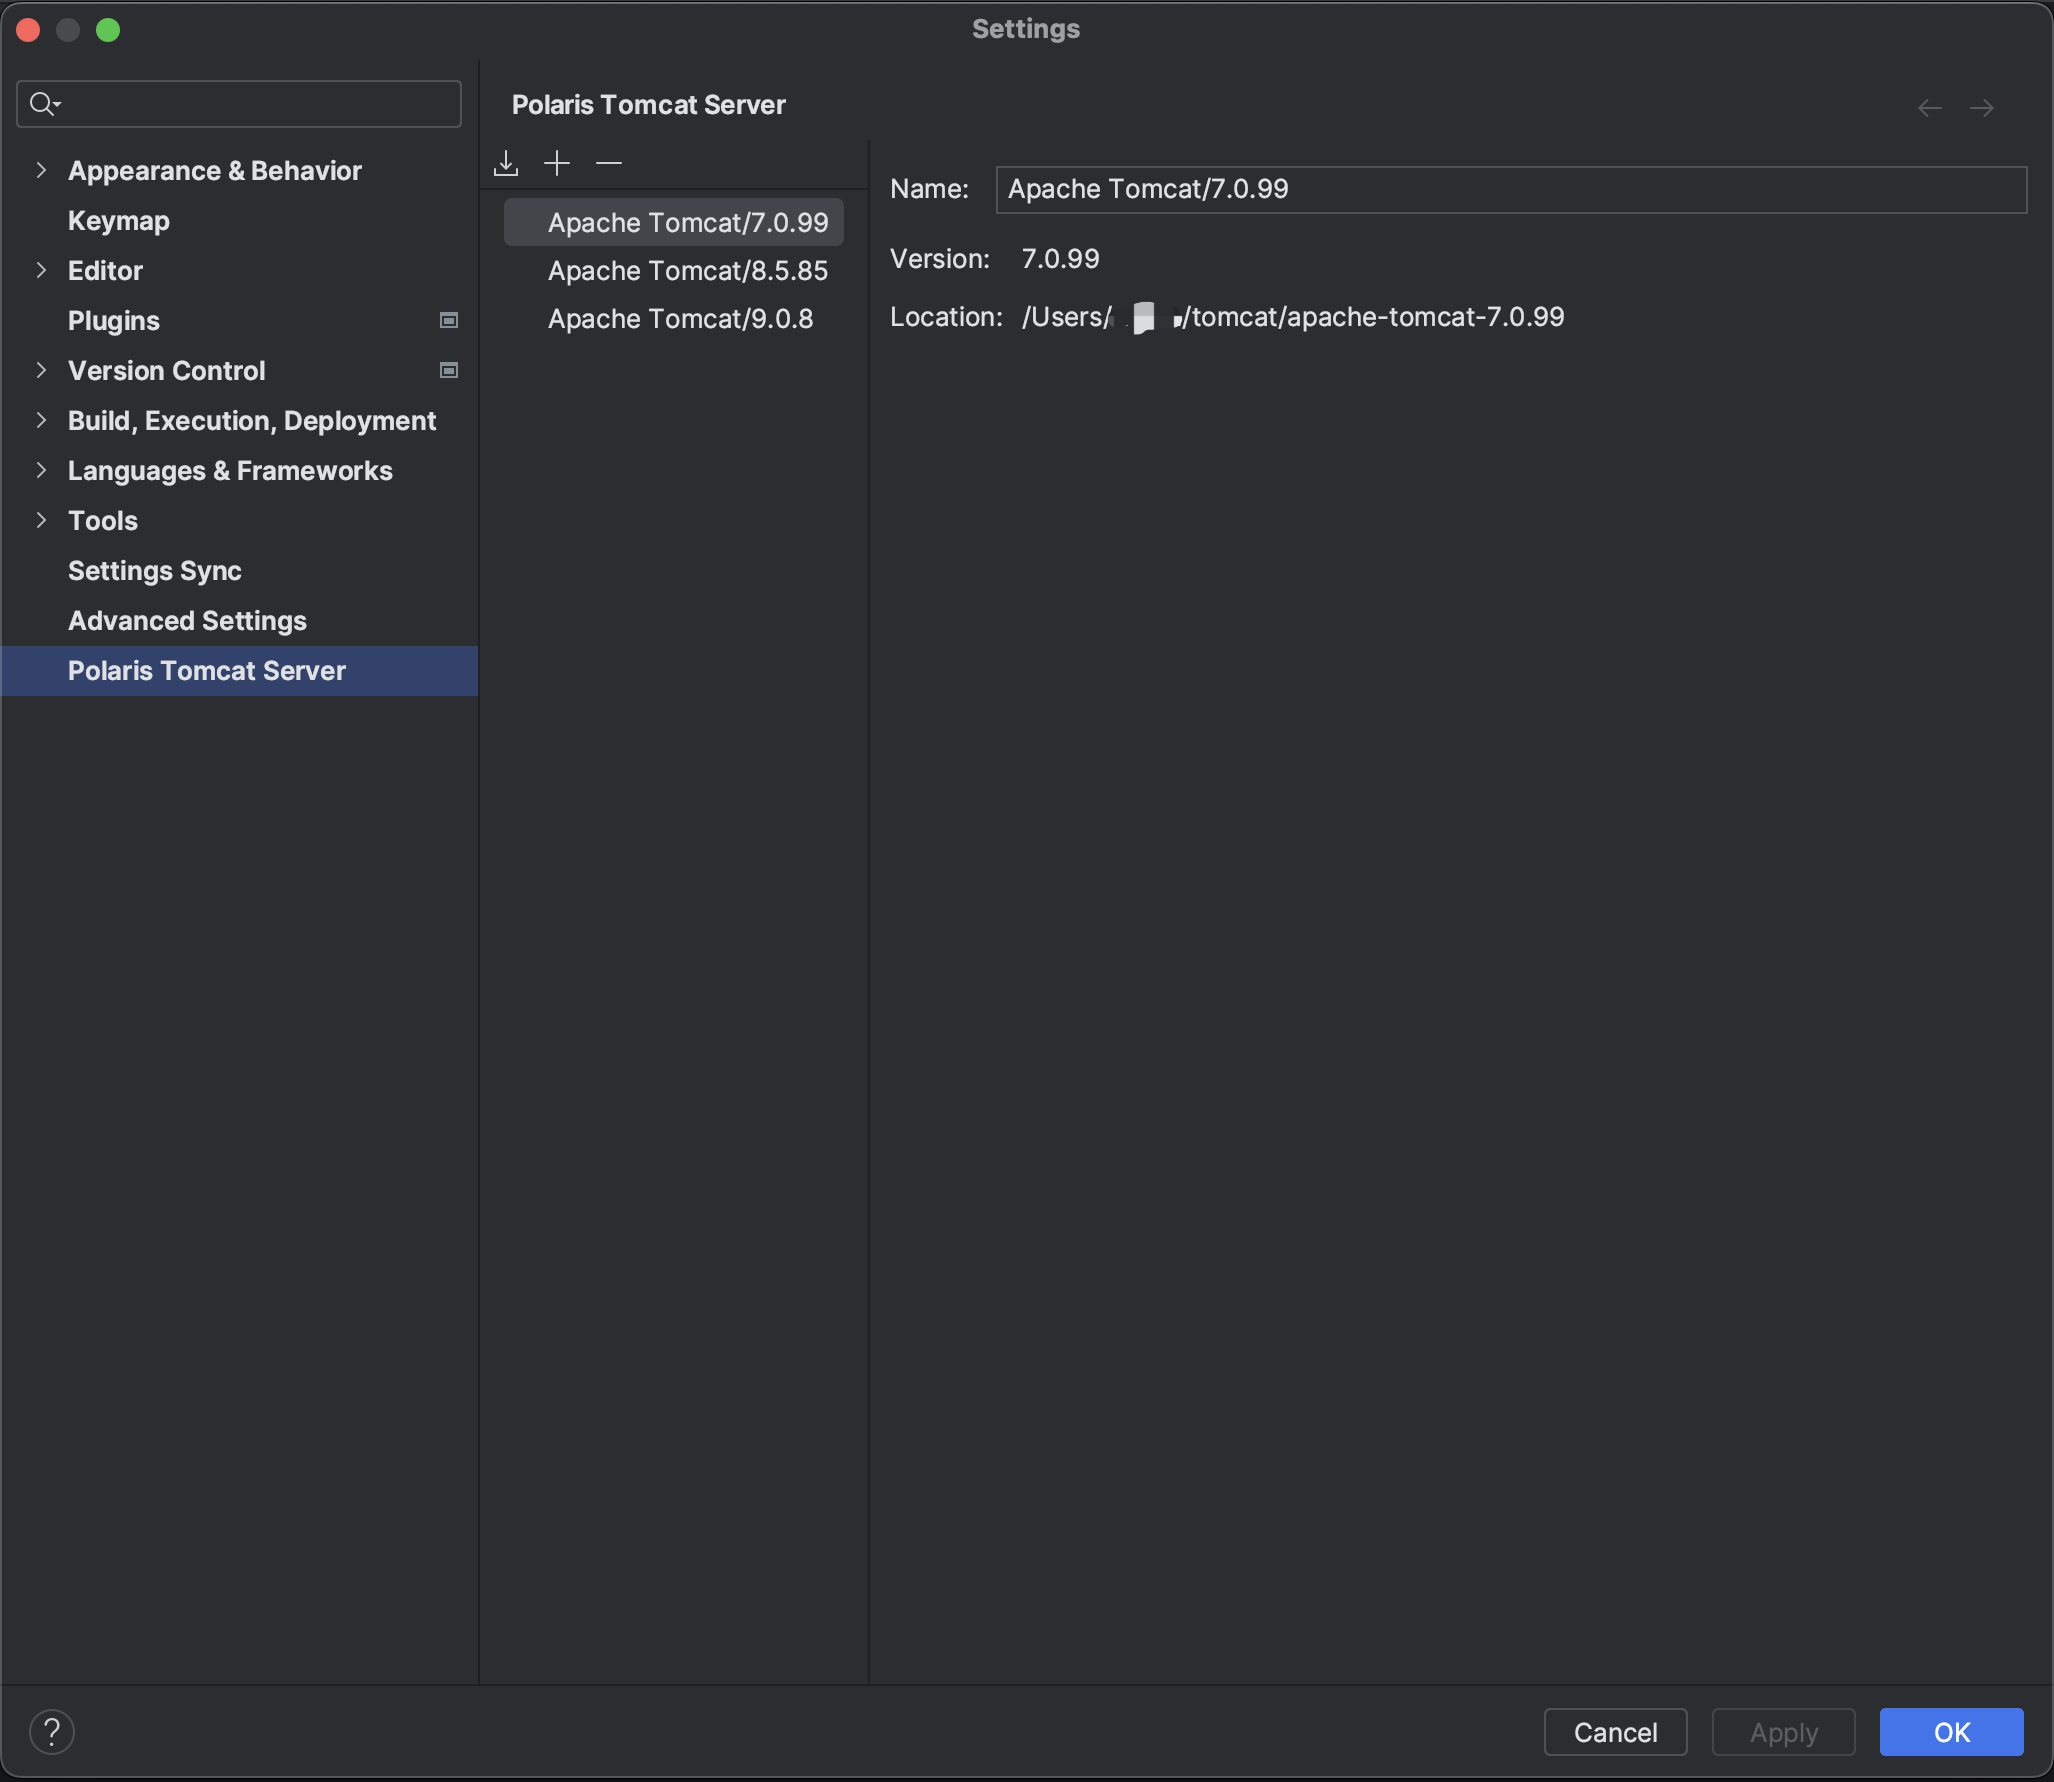 Settings
Appearance & Behavior
Keymap
Editor
Plugins
Version Control
Build, Execution, Deployment
Languages & Frameworks
Tools
Settings Sync
Advanced Settings
Polaris Tomcat Server
Polaris Tomcat Server
Apache Tomcat/7.0.99
Apache Tomcat/8.5.85
Apache Tomcat/9.0.8
Name: Apache Tomcat/7.0.99
Version: 7.0.99
Location: /Users/ /tomcat/apache-tomcat-7.0.99
?
Cancel
Apply
OK